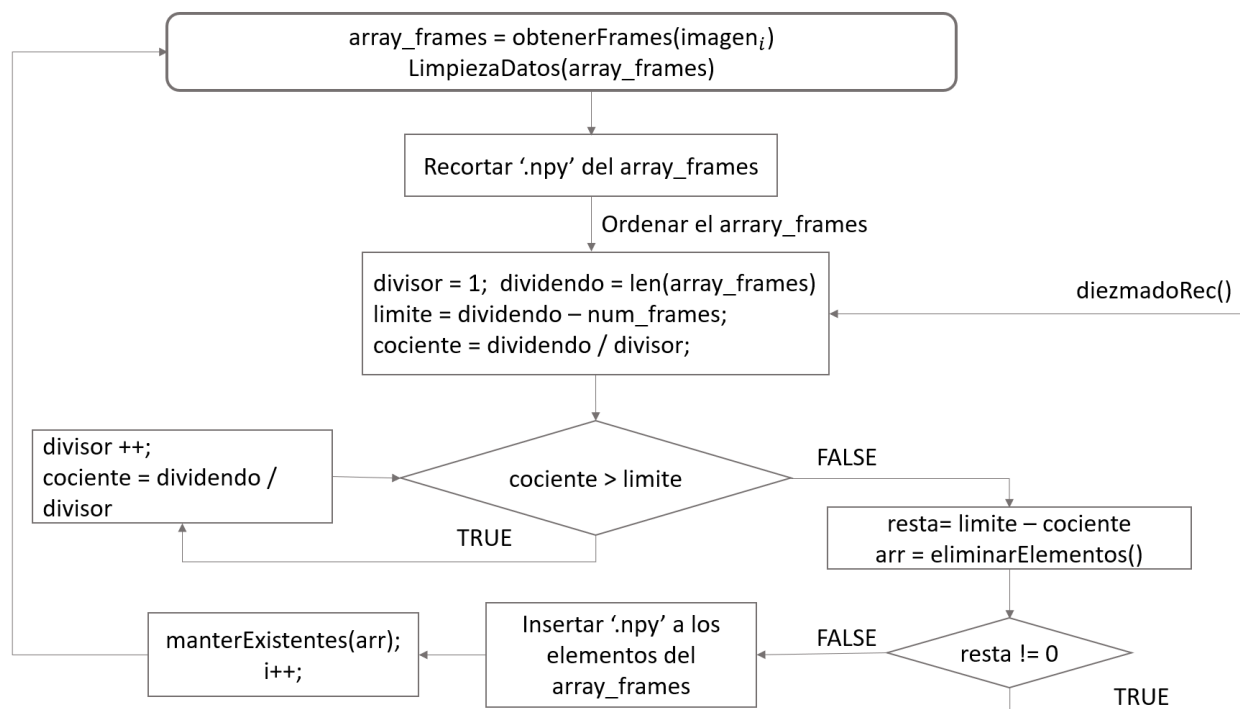 array_frames = obtenerFrames(imagenᵢ)
LimpiezaDatos(array_frames)
Recortar ‘.npy’ del array_frames
Ordenar el arrary_frames
divisor = 1; dividendo = len(array_frames)
limite = dividendo – num_frames;
cociente = dividendo / divisor;
diezmadoRec()
divisor ++;
cociente = dividendo /
divisor
cociente > limite
FALSE
TRUE
resta= limite – cociente
arr = eliminarElementos()
manterExistentes(arr);
i++;
Insertar ‘.npy’ a los
elementos del
array_frames
FALSE
resta != 0
TRUE